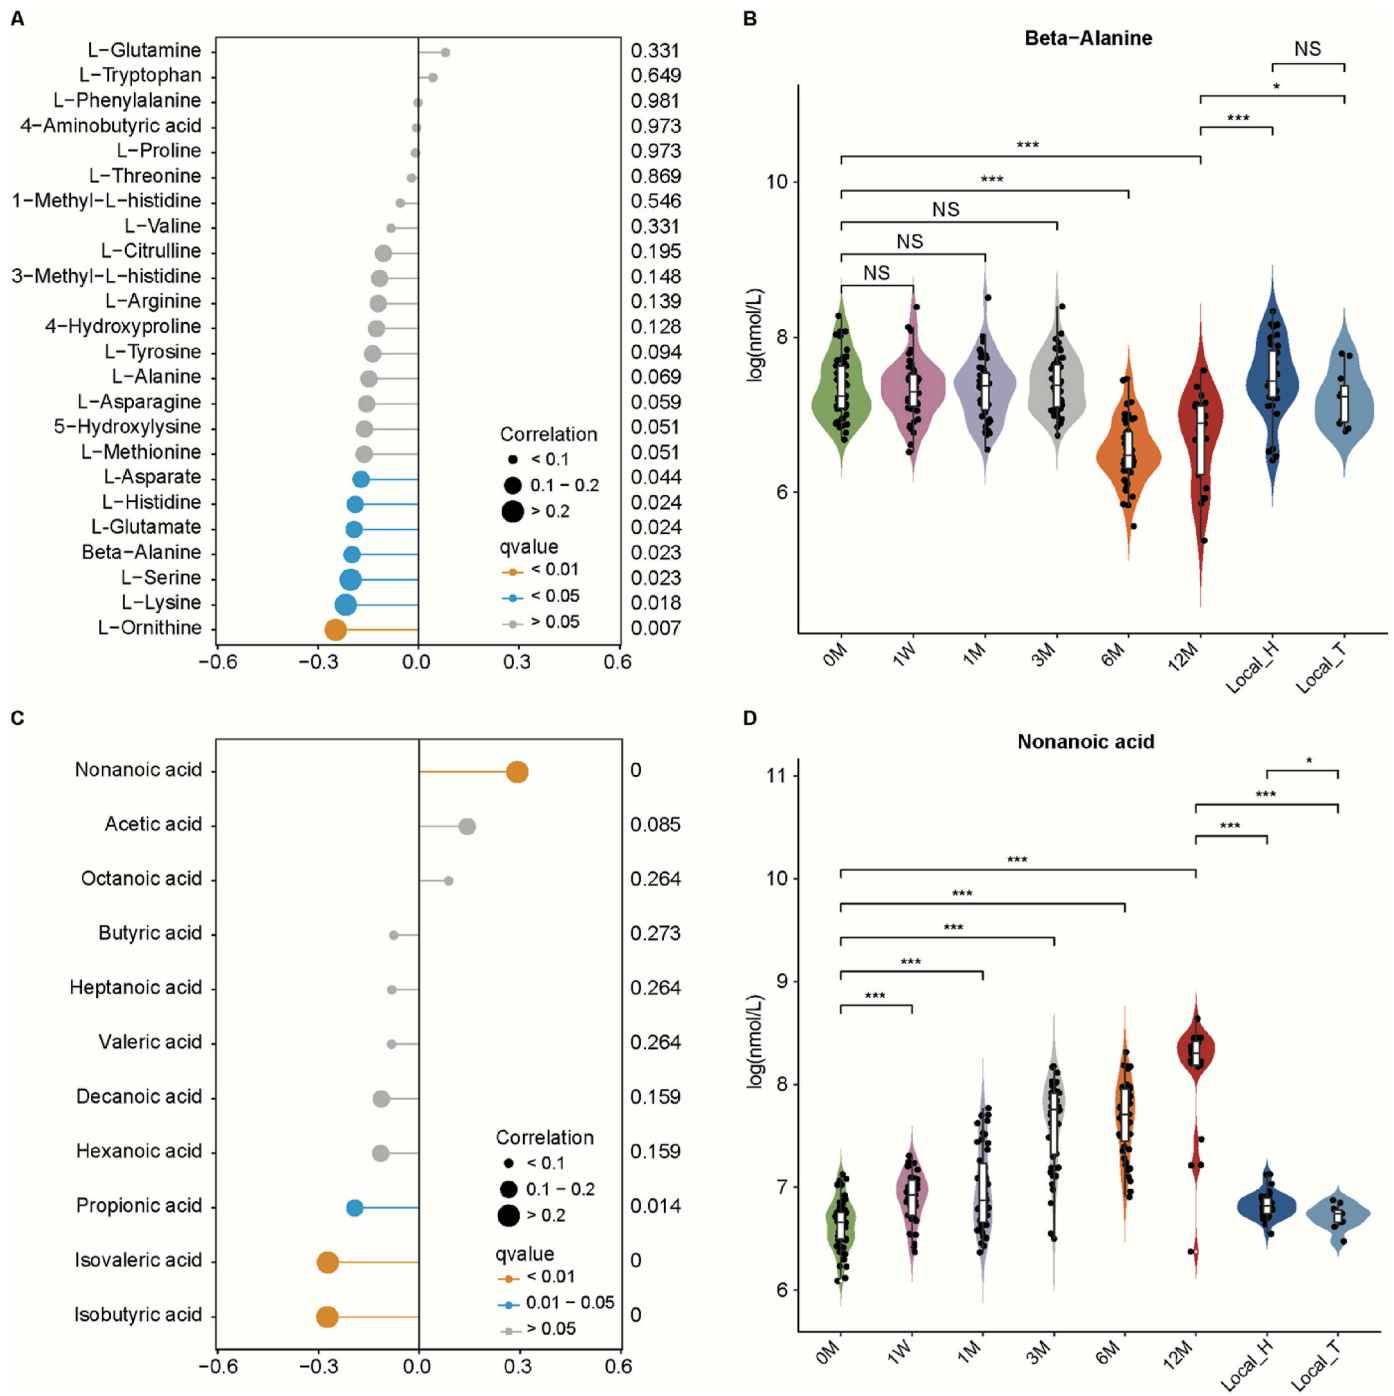 A
L−Glutamine 0.331
L−Tryptophan 0.649
L−Phenylalanine 0.981
4−Aminobutyric acid 0.973
L−Proline 0.973
L−Threonine 0.869
1−Methyl−L−histidine 0.546
L−Valine 0.331
L−Citrulline 0.195
3−Methyl−L−histidine 0.148
L−Arginine 0.139
4−Hydroxyproline 0.128
L−Tyrosine 0.094
L−Alanine 0.069
L−Asparagine 0.059
5−Hydroxylysine 0.051
L−Methionine 0.051
L-Asparate 0.044
L−Histidine 0.024
L-Glutamate 0.024
Beta−Alanine 0.023
L−Serine 0.023
L−Lysine 0.018
L−Ornithine 0.007
Correlation
< 0.1
0.1 − 0.2
> 0.2
qvalue
< 0.01
< 0.05
> 0.05
−0.6 −0.3 0.0 0.3 0.6
B
Beta−Alanine
NS
*
***
***
***
NS
NS
NS
10
8
6
log(nmol/L)
0M 1W 1M 3M 6M 12M Local_H Local_T
C
Nonanoic acid 0
Acetic acid 0.085
Octanoic acid 0.264
Butyric acid 0.273
Heptanoic acid 0.264
Valeric acid 0.264
Decanoic acid 0.159
Hexanoic acid 0.159
Propionic acid 0.014
Isovaleric acid 0
Isobutyric acid 0
Correlation
< 0.1
0.1 − 0.2
> 0.2
qvalue
< 0.01
0.01 − 0.05
> 0.05
−0.6 −0.3 0.0 0.3 0.6
D
Nonanoic acid
*
***
***
***
***
***
***
***
11
10
9
8
7
6
log(nmol/L)
0M 1W 1M 3M 6M 12M Local_H Local_T